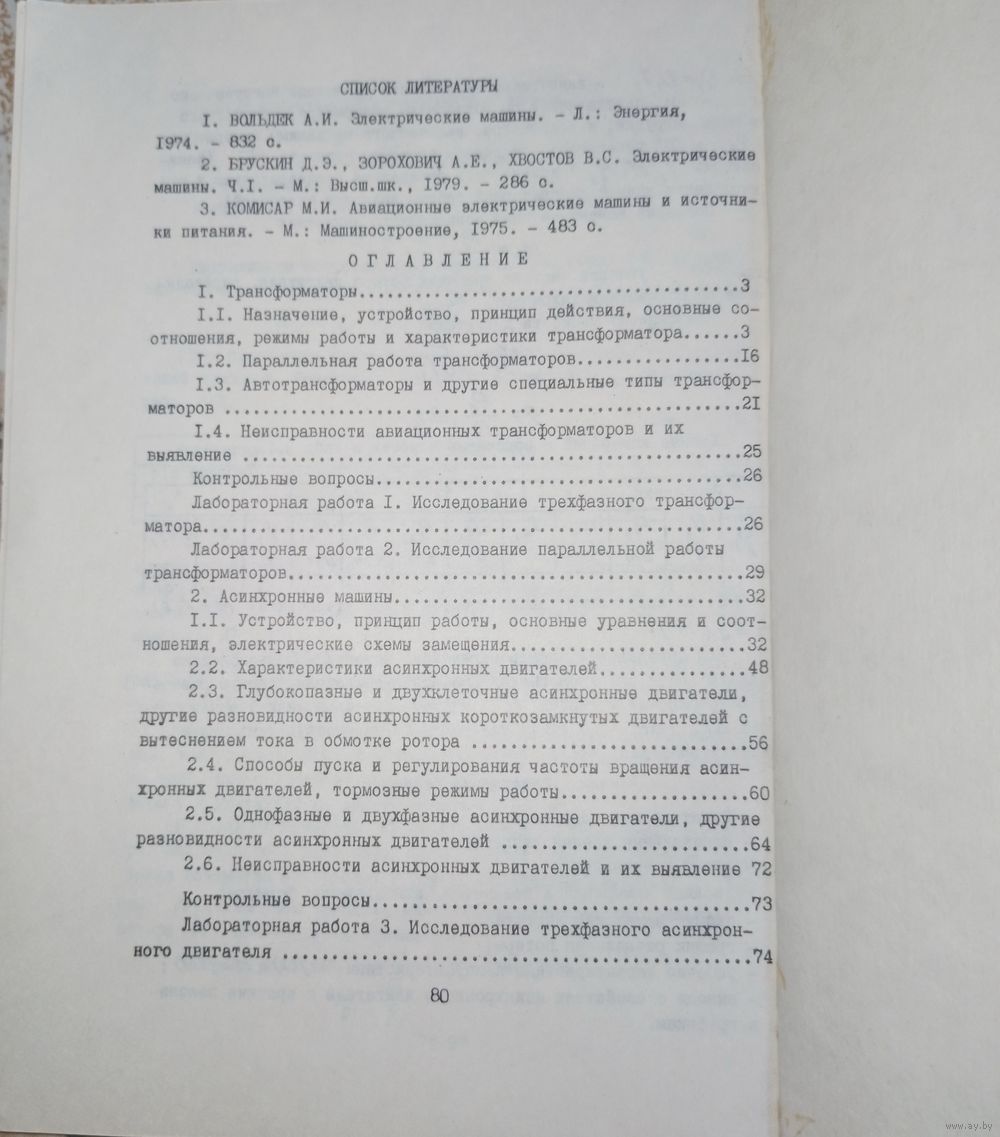 СПИСОК ЛИТЕРАТУРЫ
I. ВОЛЬДЕК А.И. Электрические машины. - Л.: Энергия,
1974. - 832 с.
2. БРУСКИН Д.Э., ЗОРОХОВИЧ А.Е., ХВОСТОВ В.С. Электрические
машины. Ч.I. - М.: Высш.шк., 1979. - 286 с.
3. КОМИСАР М.И. Авиационные электрические машины и источни-
ки питания. - М.: Машиностроение, 1975. - 483 с.
О Г Л А В Л Е Н И Е
I. Трансформаторы........................................3
I.I. Назначение, устройство, принцип действия, основные со-
отношения, режимы работы и характеристики трансформатора......3
I.2. Параллельная работа трансформаторов.................I6
I.3. Автотрансформаторы и другие специальные типы трансфор-
маторов .......................................................2I
I.4. Неисправности авиационных трансформаторов и их
выявление .....................................................25
Контрольные вопросы.......................................26
Лабораторная работа I. Исследование трехфазного трансфор-
матора.........................................................26
Лабораторная работа 2. Исследование параллельной работы
трансформаторов................................................29
2. Асинхронные машины.....................................32
I.I. Устройство, принцип работы, основные уравнения и соот-
ношения, электрические схемы замещения.........................32
2.2. Характеристики асинхронных двигателей................48
2.3. Глубокопазные и двухклеточные асинхронные двигатели,
другие разновидности асинхронных короткозамкнутых двигателей с
вытеснением тока в обмотке ротора .............................56
2.4. Способы пуска и регулирования частоты вращения асин-
хронных двигателей, тормозные режимы работы....................60
2.5. Однофазные и двухфазные асинхронные двигатели, другие
разновидности асинхронных двигателей ..........................64
2.6. Неисправности асинхронных двигателей и их выявление 72
Контрольные вопросы.......................................73
Лабораторная работа 3. Исследование трехфазного асинхрон-
ного двигателя ................................................74
80
www.ay.by